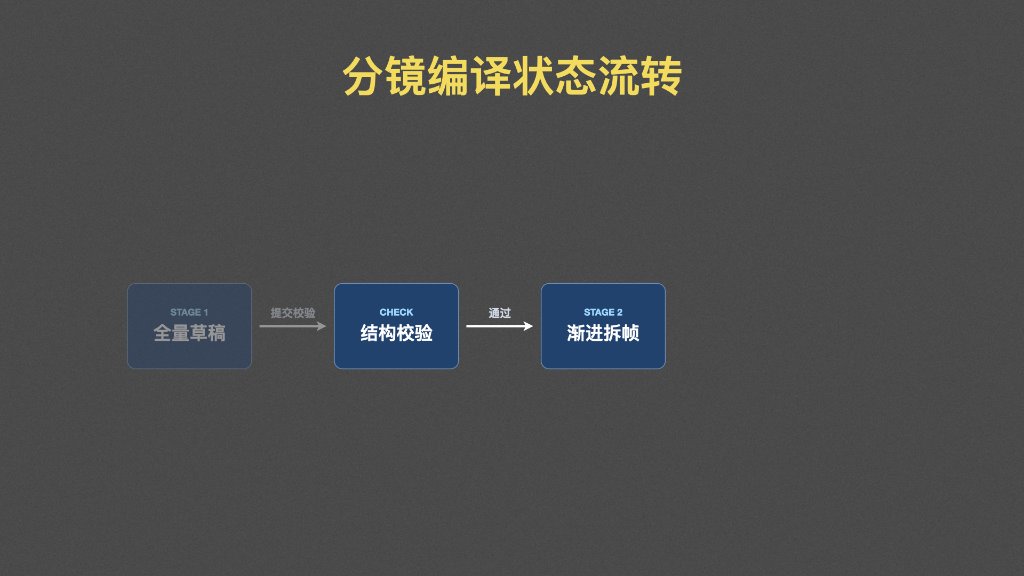 分镜编译状态流转
STAGE 1
全量草稿
提交校验
CHECK
结构校验
通过
STAGE 2
渐进拆帧